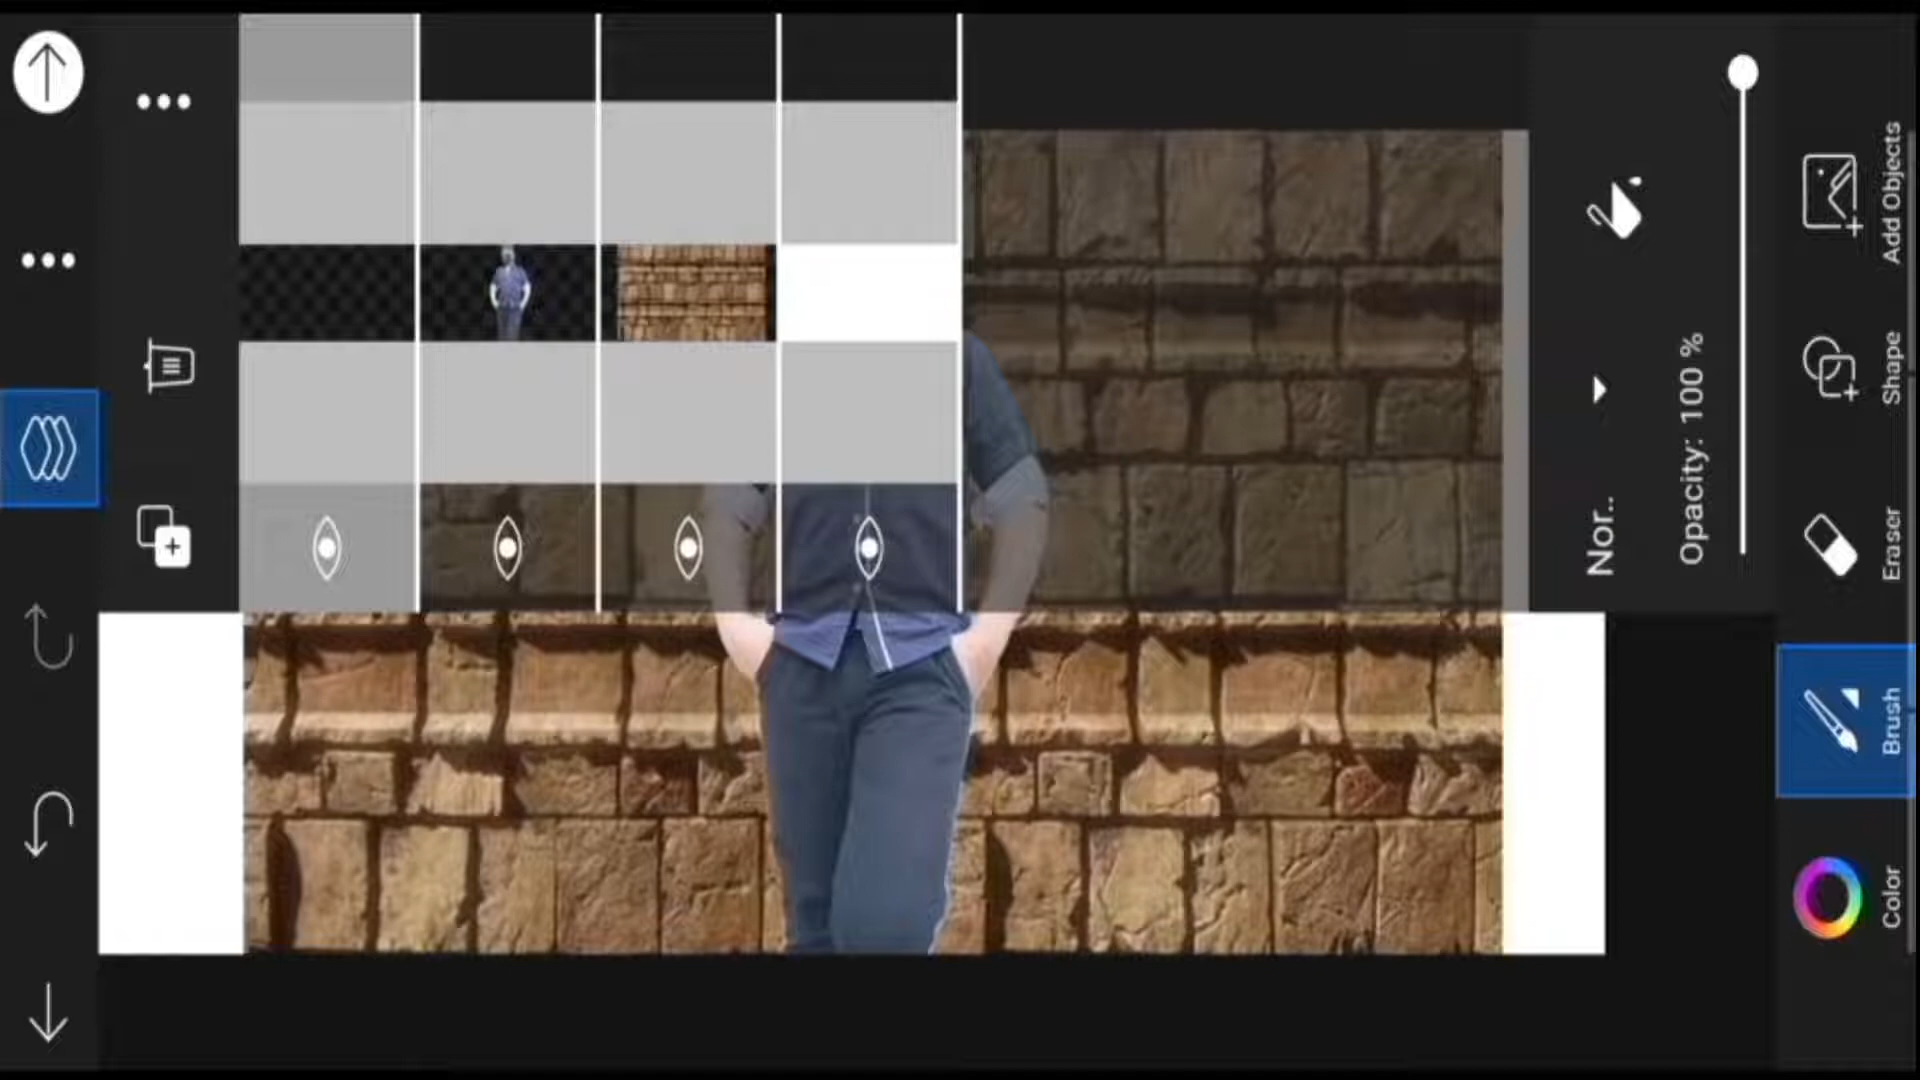 Nor..
Opacity: 100 %
Add Objects
Shape
Eraser
Brush
Color